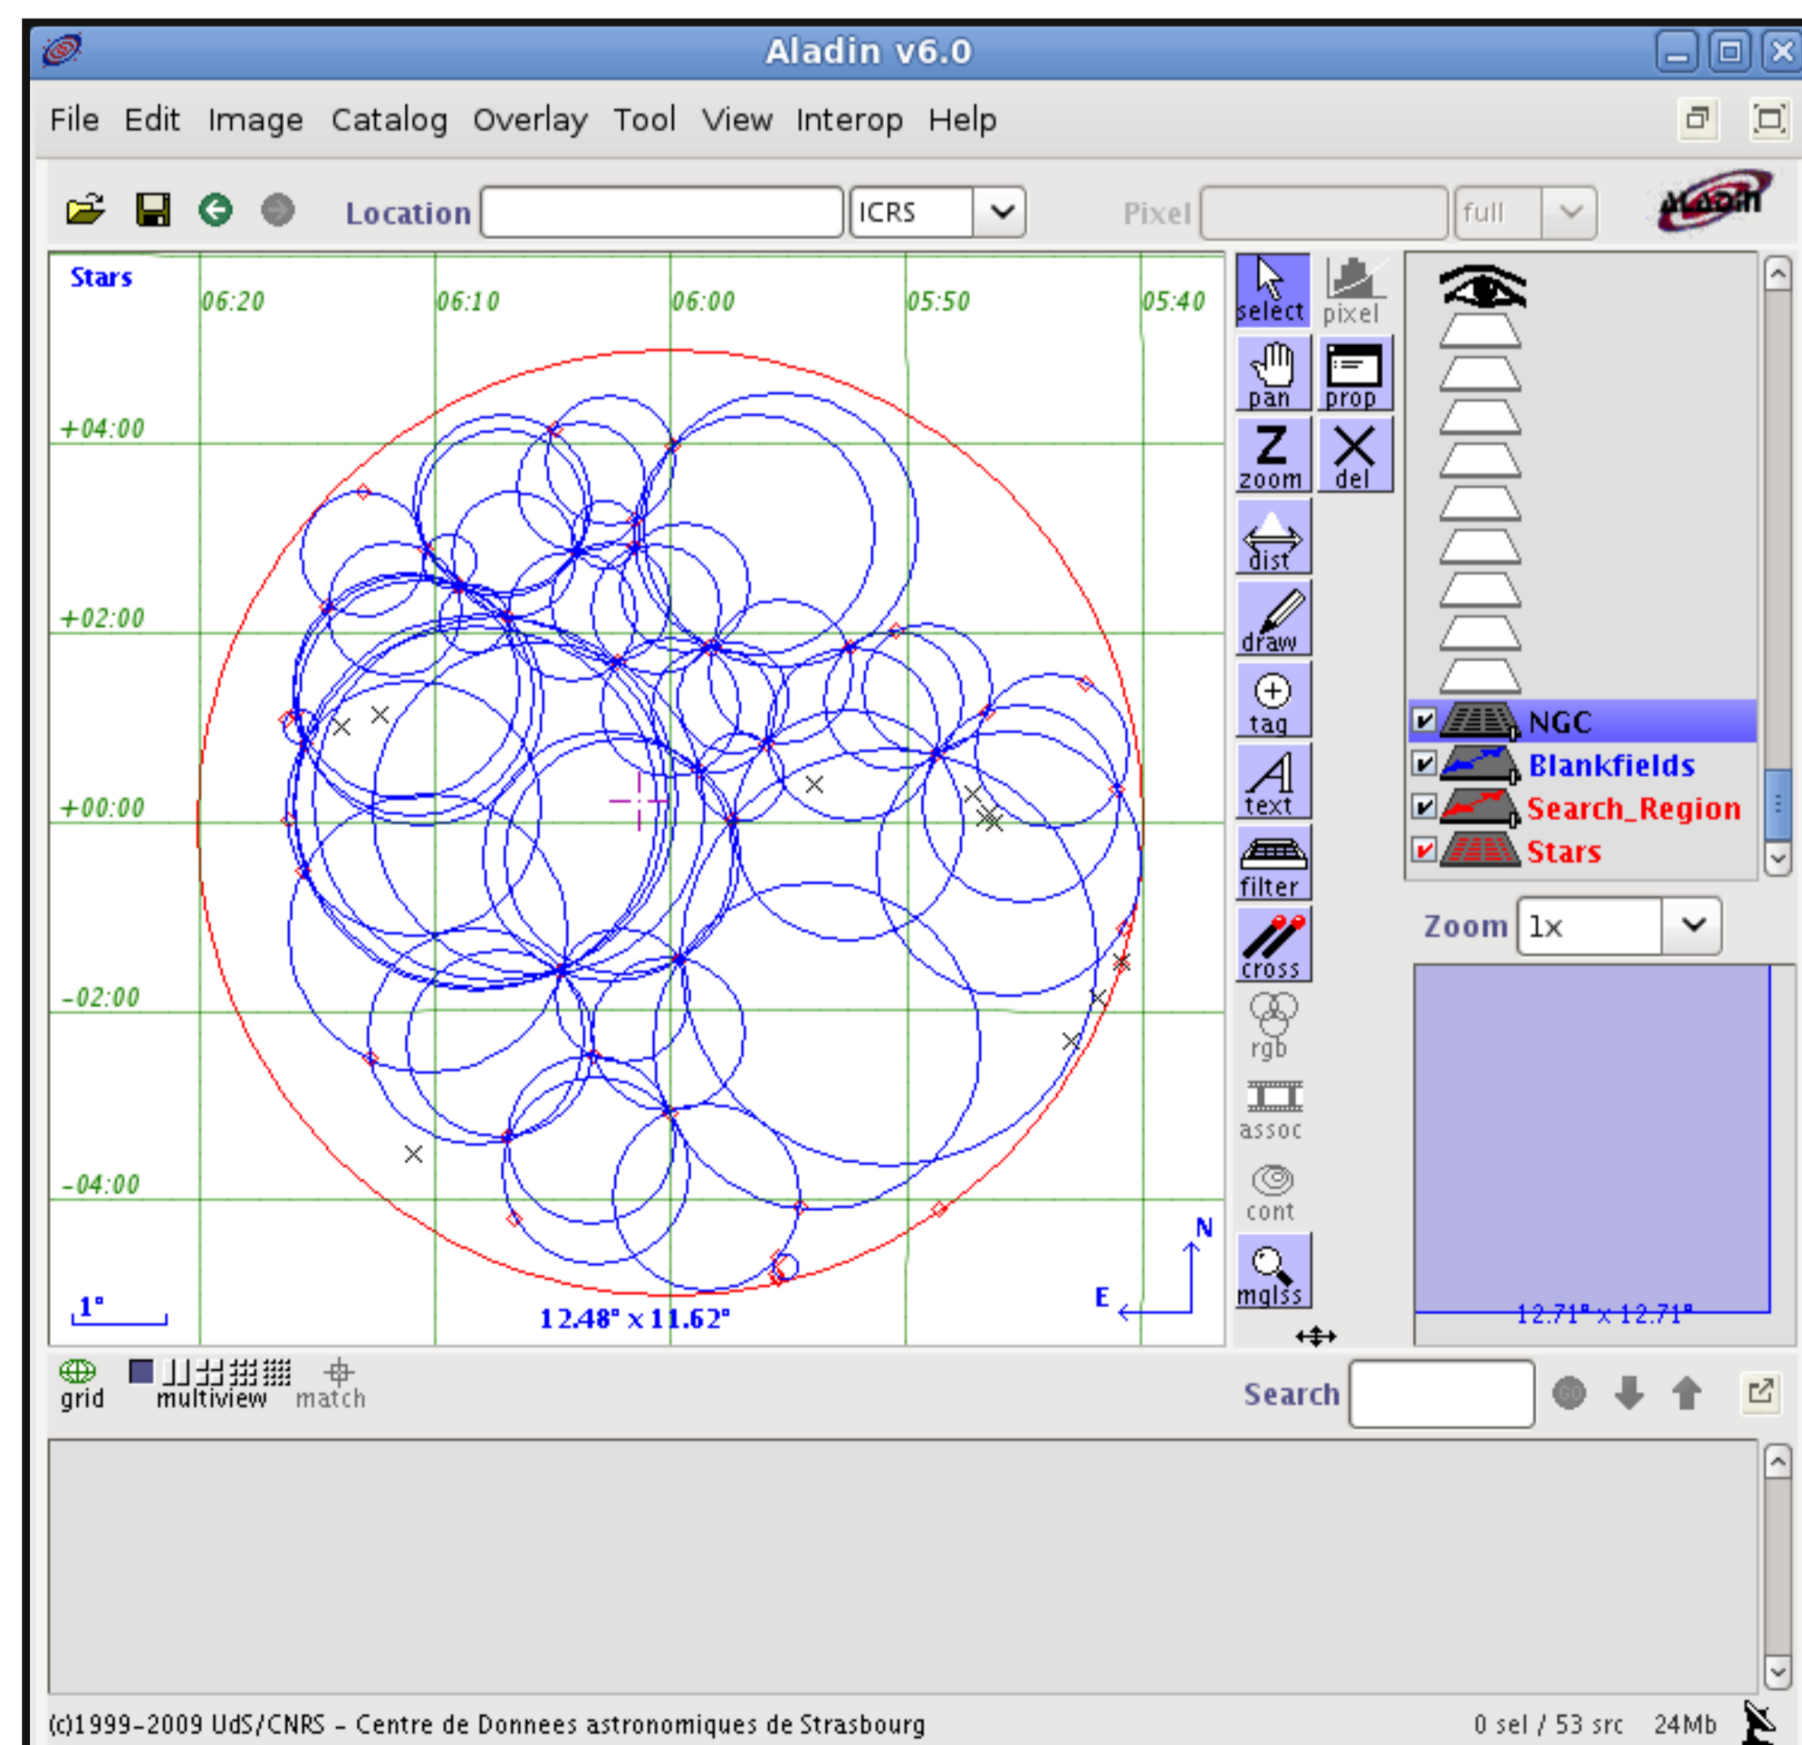 Aladin v6.0
File Edit Image Catalog Overlay Tool View Interop Help
Location ICRS Pixel full ALADIN
Stars
06:20 06:10 06:00 05:50 05:40
+04:00
+02:00
+00:00
-02:00
-04:00
1°
12.48° x 11.62°
N
E
select pixel
pan prop
Z
zoom del
dist
draw
tag
A
text
filter
cross
rgb
assoc
cont
mglss
NGC
Blankfields
Search_Region
Stars
Zoom 1x
12.71° x 12.71°
grid multiview match
Search GO
(c)1999-2009 UdS/CNRS - Centre de Donnees astronomiques de Strasbourg 0 sel / 53 src 24Mb